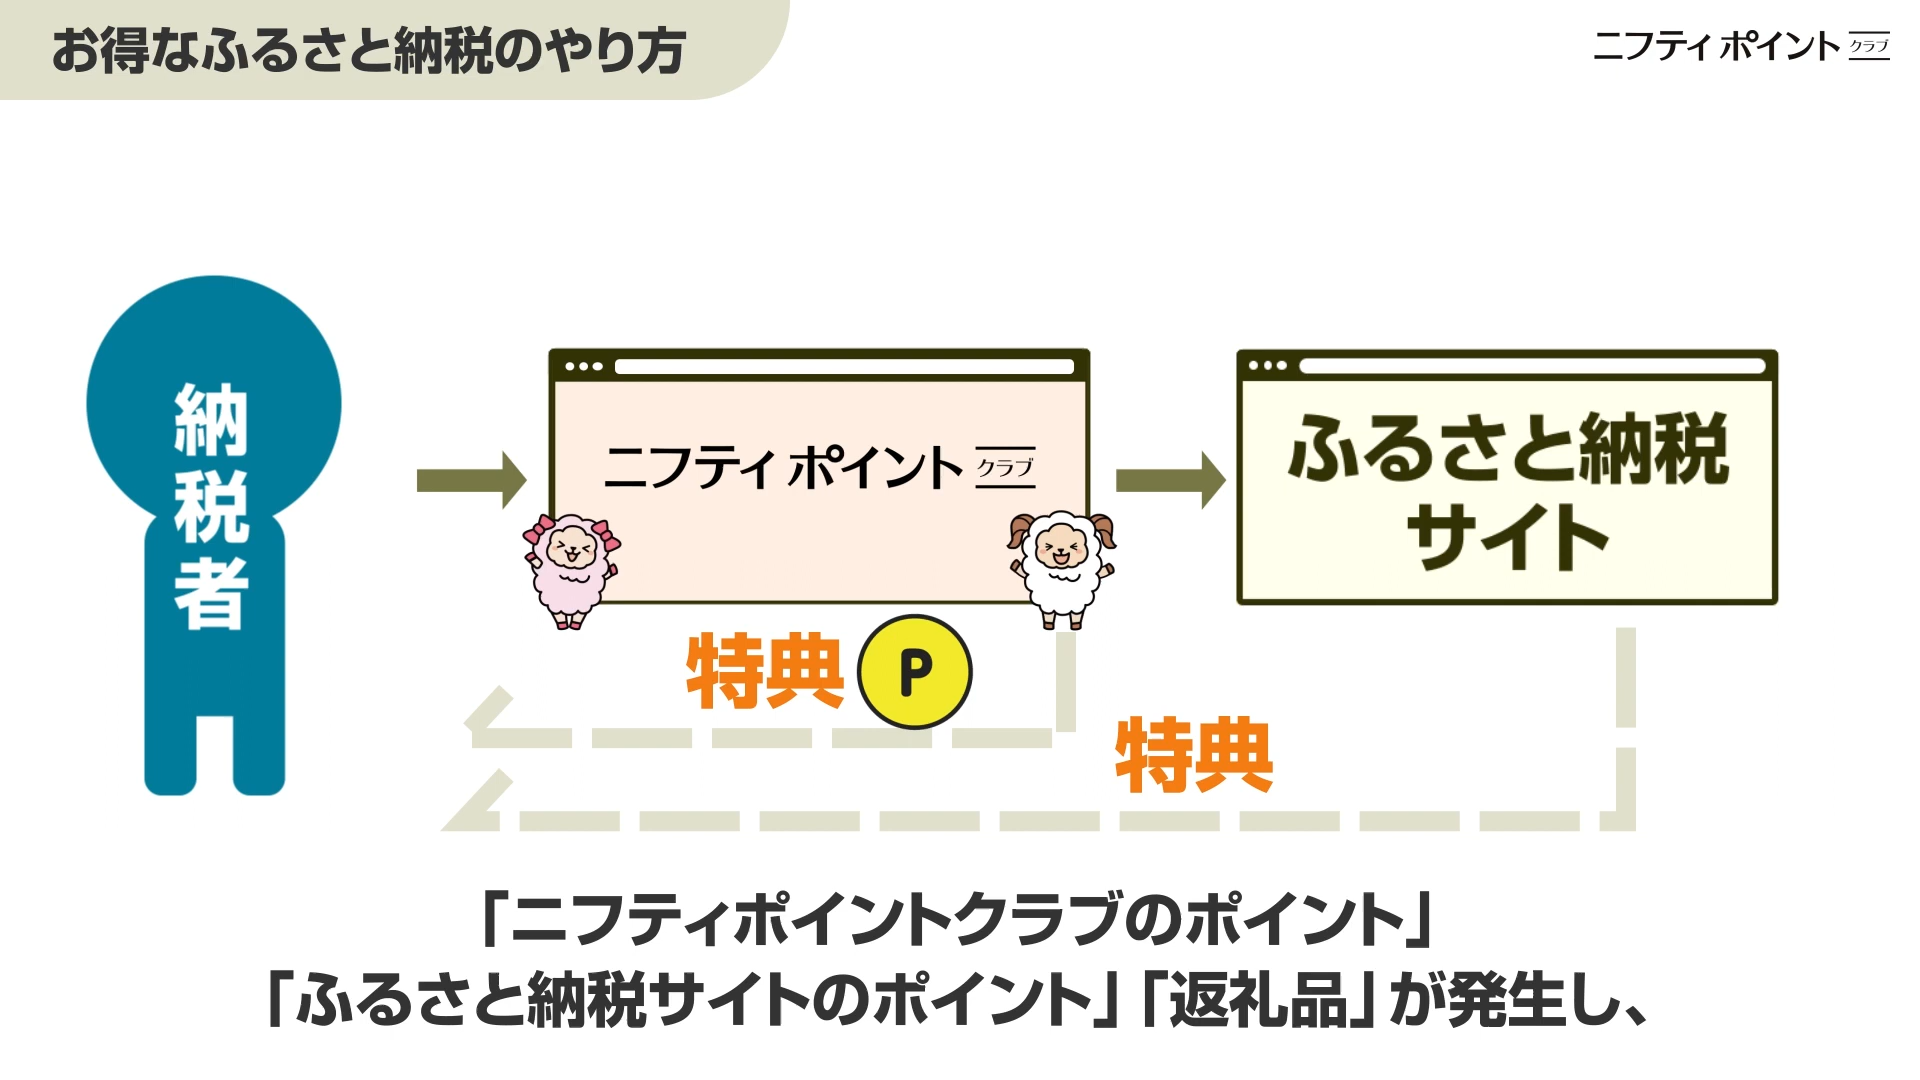 お得なふるさと納税のやり方
ニフティ ポイント クラブ
納税者
ニフティ ポイント クラブ
ふるさと納税
サイト
特典 P
特典
「ニフティポイントクラブのポイント」
「ふるさと納税サイトのポイント」「返礼品」が発生し、